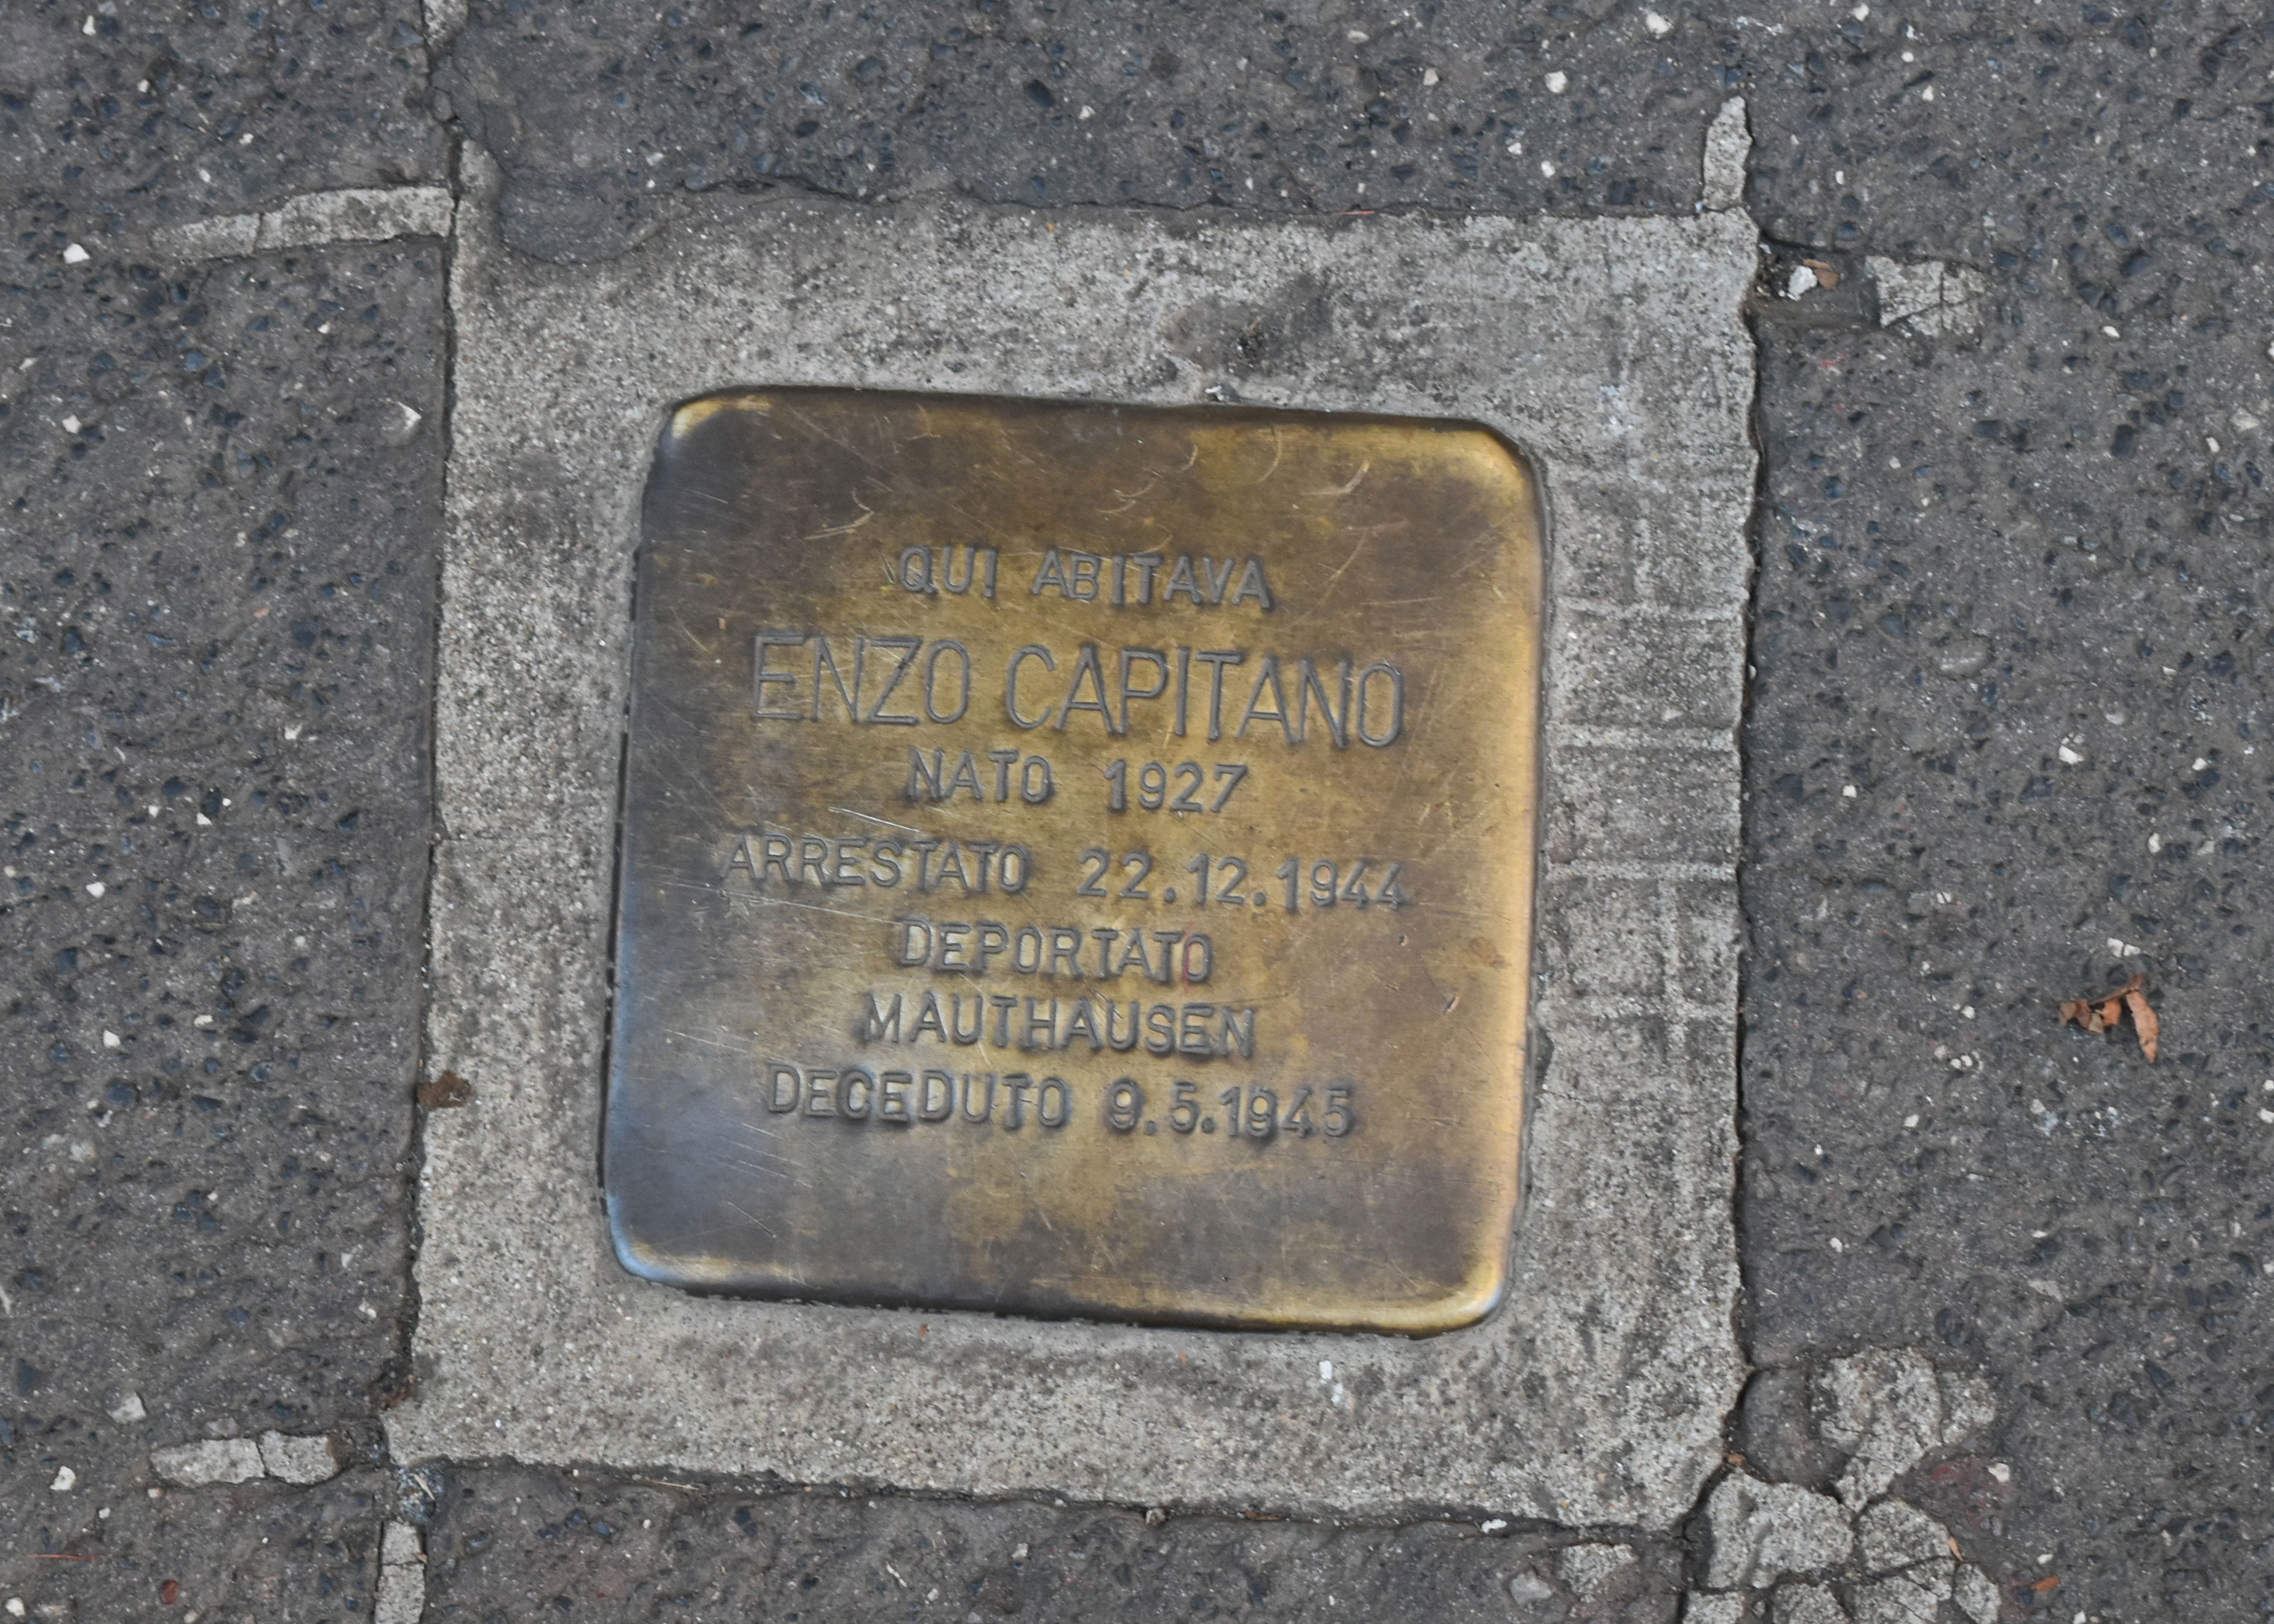 QUI ABITAVA
ENZO CAPITANO
NATO 1927
ARRESTATO 22.12.1944
DEPORTATO
MAUTHAUSEN
DECEDUTO 9.5.1945